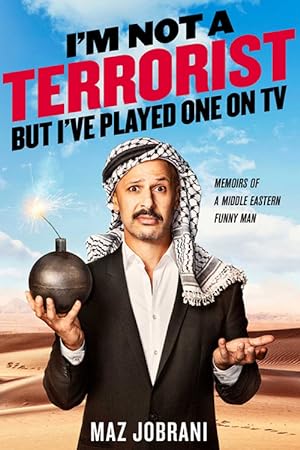 I'M NOT A
TERRORIST
BUT I'VE PLAYED ONE ON TV
MEMOIRS OF
A MIDDLE EASTERN
FUNNY MAN
MAZ JOBRANI